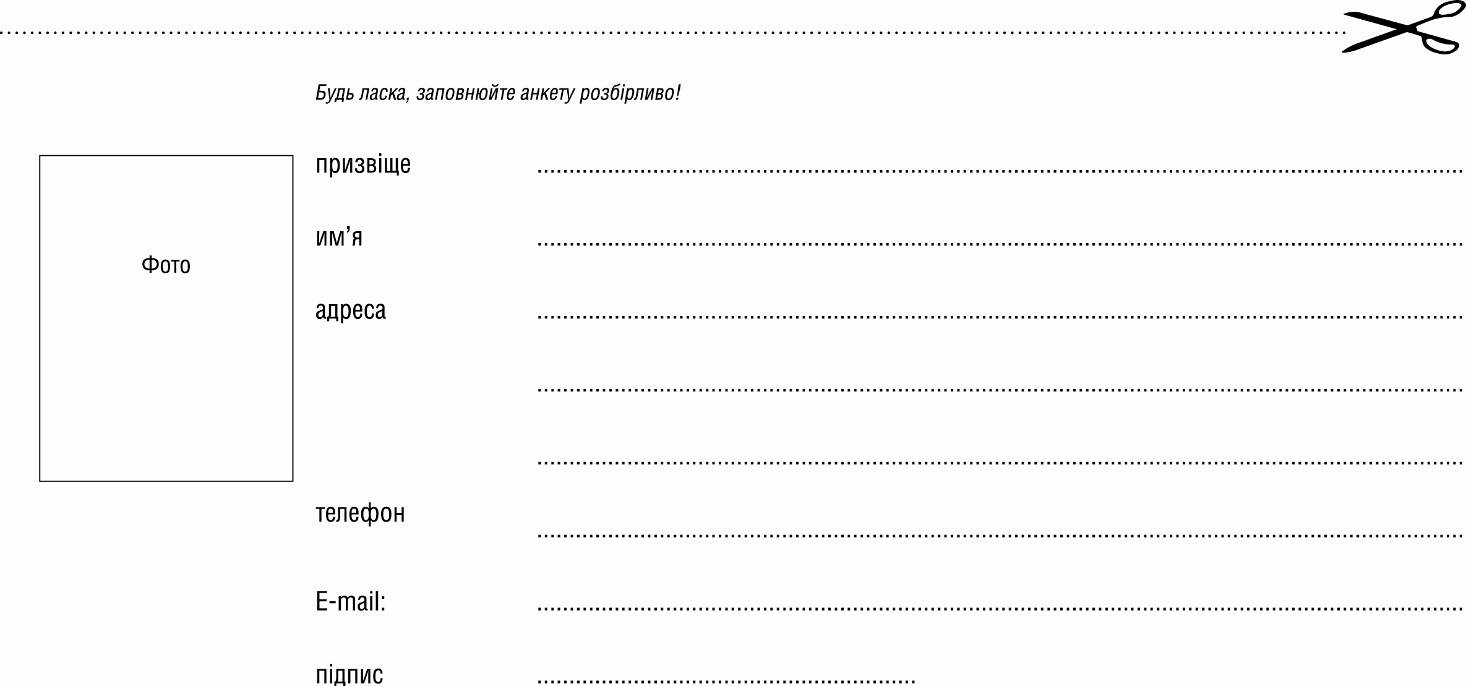 Будь ласка, заповнюйте анкету розбірливо!
призвіще
им’я
Фото
адреса
телефон
E-mail:
підпис